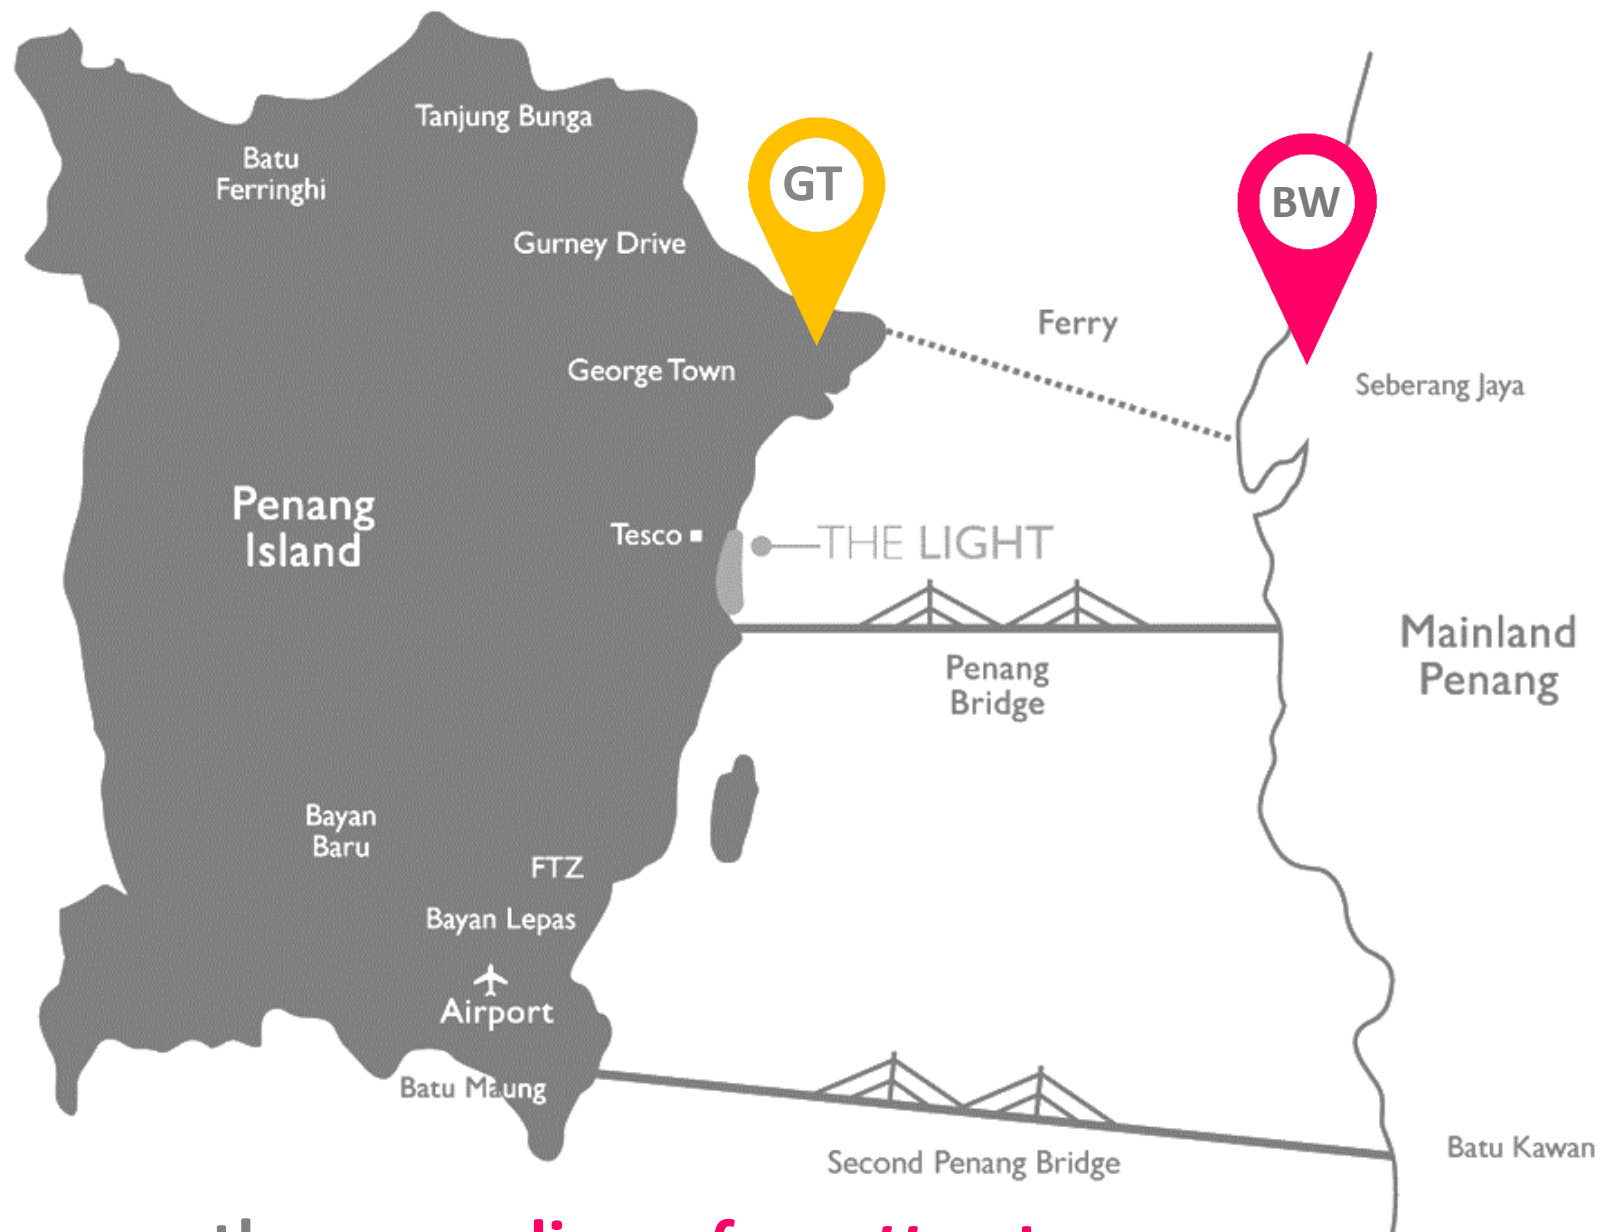 Tanjung Bunga
Batu
Ferringhi
GT
BW
Gurney Drive
Ferry
George Town
Seberang Jaya
Penang
Island
Tesco
THE LIGHT
Mainland
Penang
Penang
Bridge
Bayan
Baru
FTZ
Bayan Lepas
Airport
Batu Maung
Second Penang Bridge
Batu Kawan